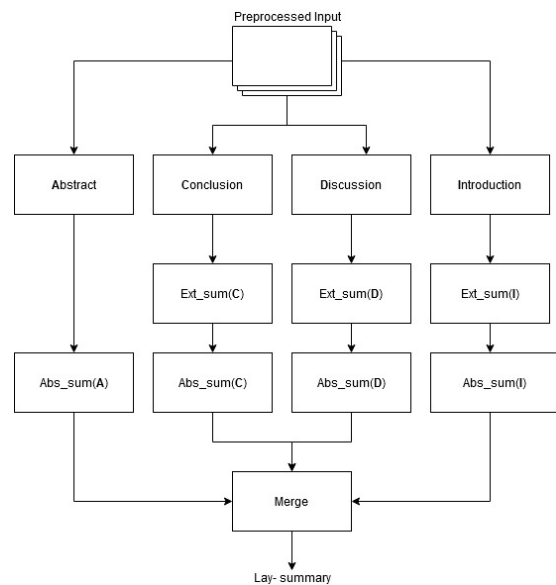 Preprocessed Input
Abstract
Conclusion
Discussion
Introduction
Ext_sum(C)
Ext_sum(D)
Ext_sum(I)
Abs_sum(A)
Abs_sum(C)
Abs_sum(D)
Abs_sum(I)
Merge
Lay- summary